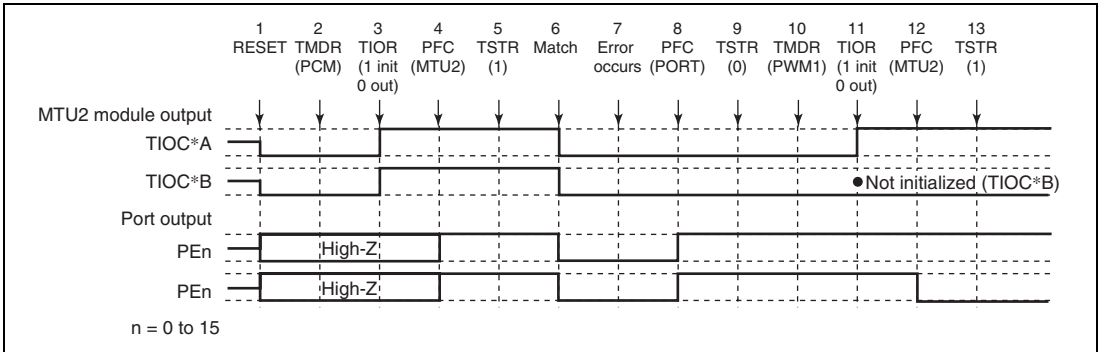 1 2 3 4 5 6 7 8 9 10 11 12 13
RESET TMDR TIOR PFC TSTR Match Error PFC TSTR TMDR TIOR PFC TSTR
(PCM) (1 init (MTU2) (1) occurs (PORT) (0) (PWM1) (1 init (MTU2) (1)
0 out) 0 out)
MTU2 module output
TIOC*A
TIOC*B
Not initialized (TIOC*B)
Port output
PEn
High-Z
PEn
High-Z
n = 0 to 15